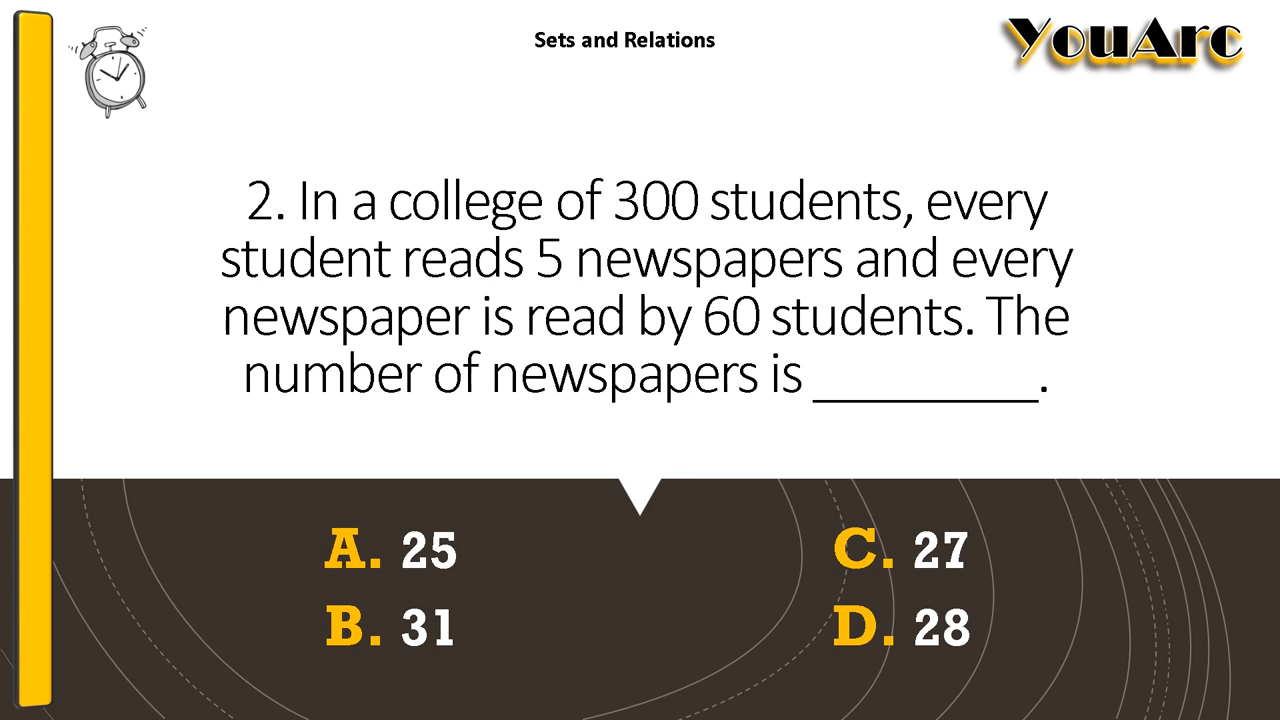 Sets and Relations
YouArc
2. In a college of 300 students, every
student reads 5 newspapers and every
newspaper is read by 60 students. The
number of newspapers is _________.
A. 25
B. 31
C. 27
D. 28